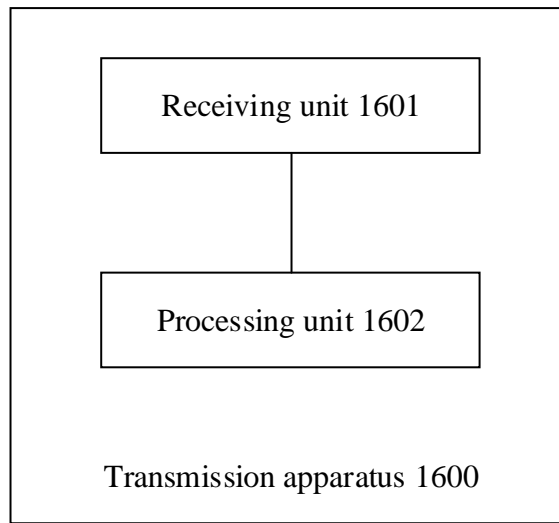 Receiving unit 1601
Processing unit 1602
Transmission apparatus 1600